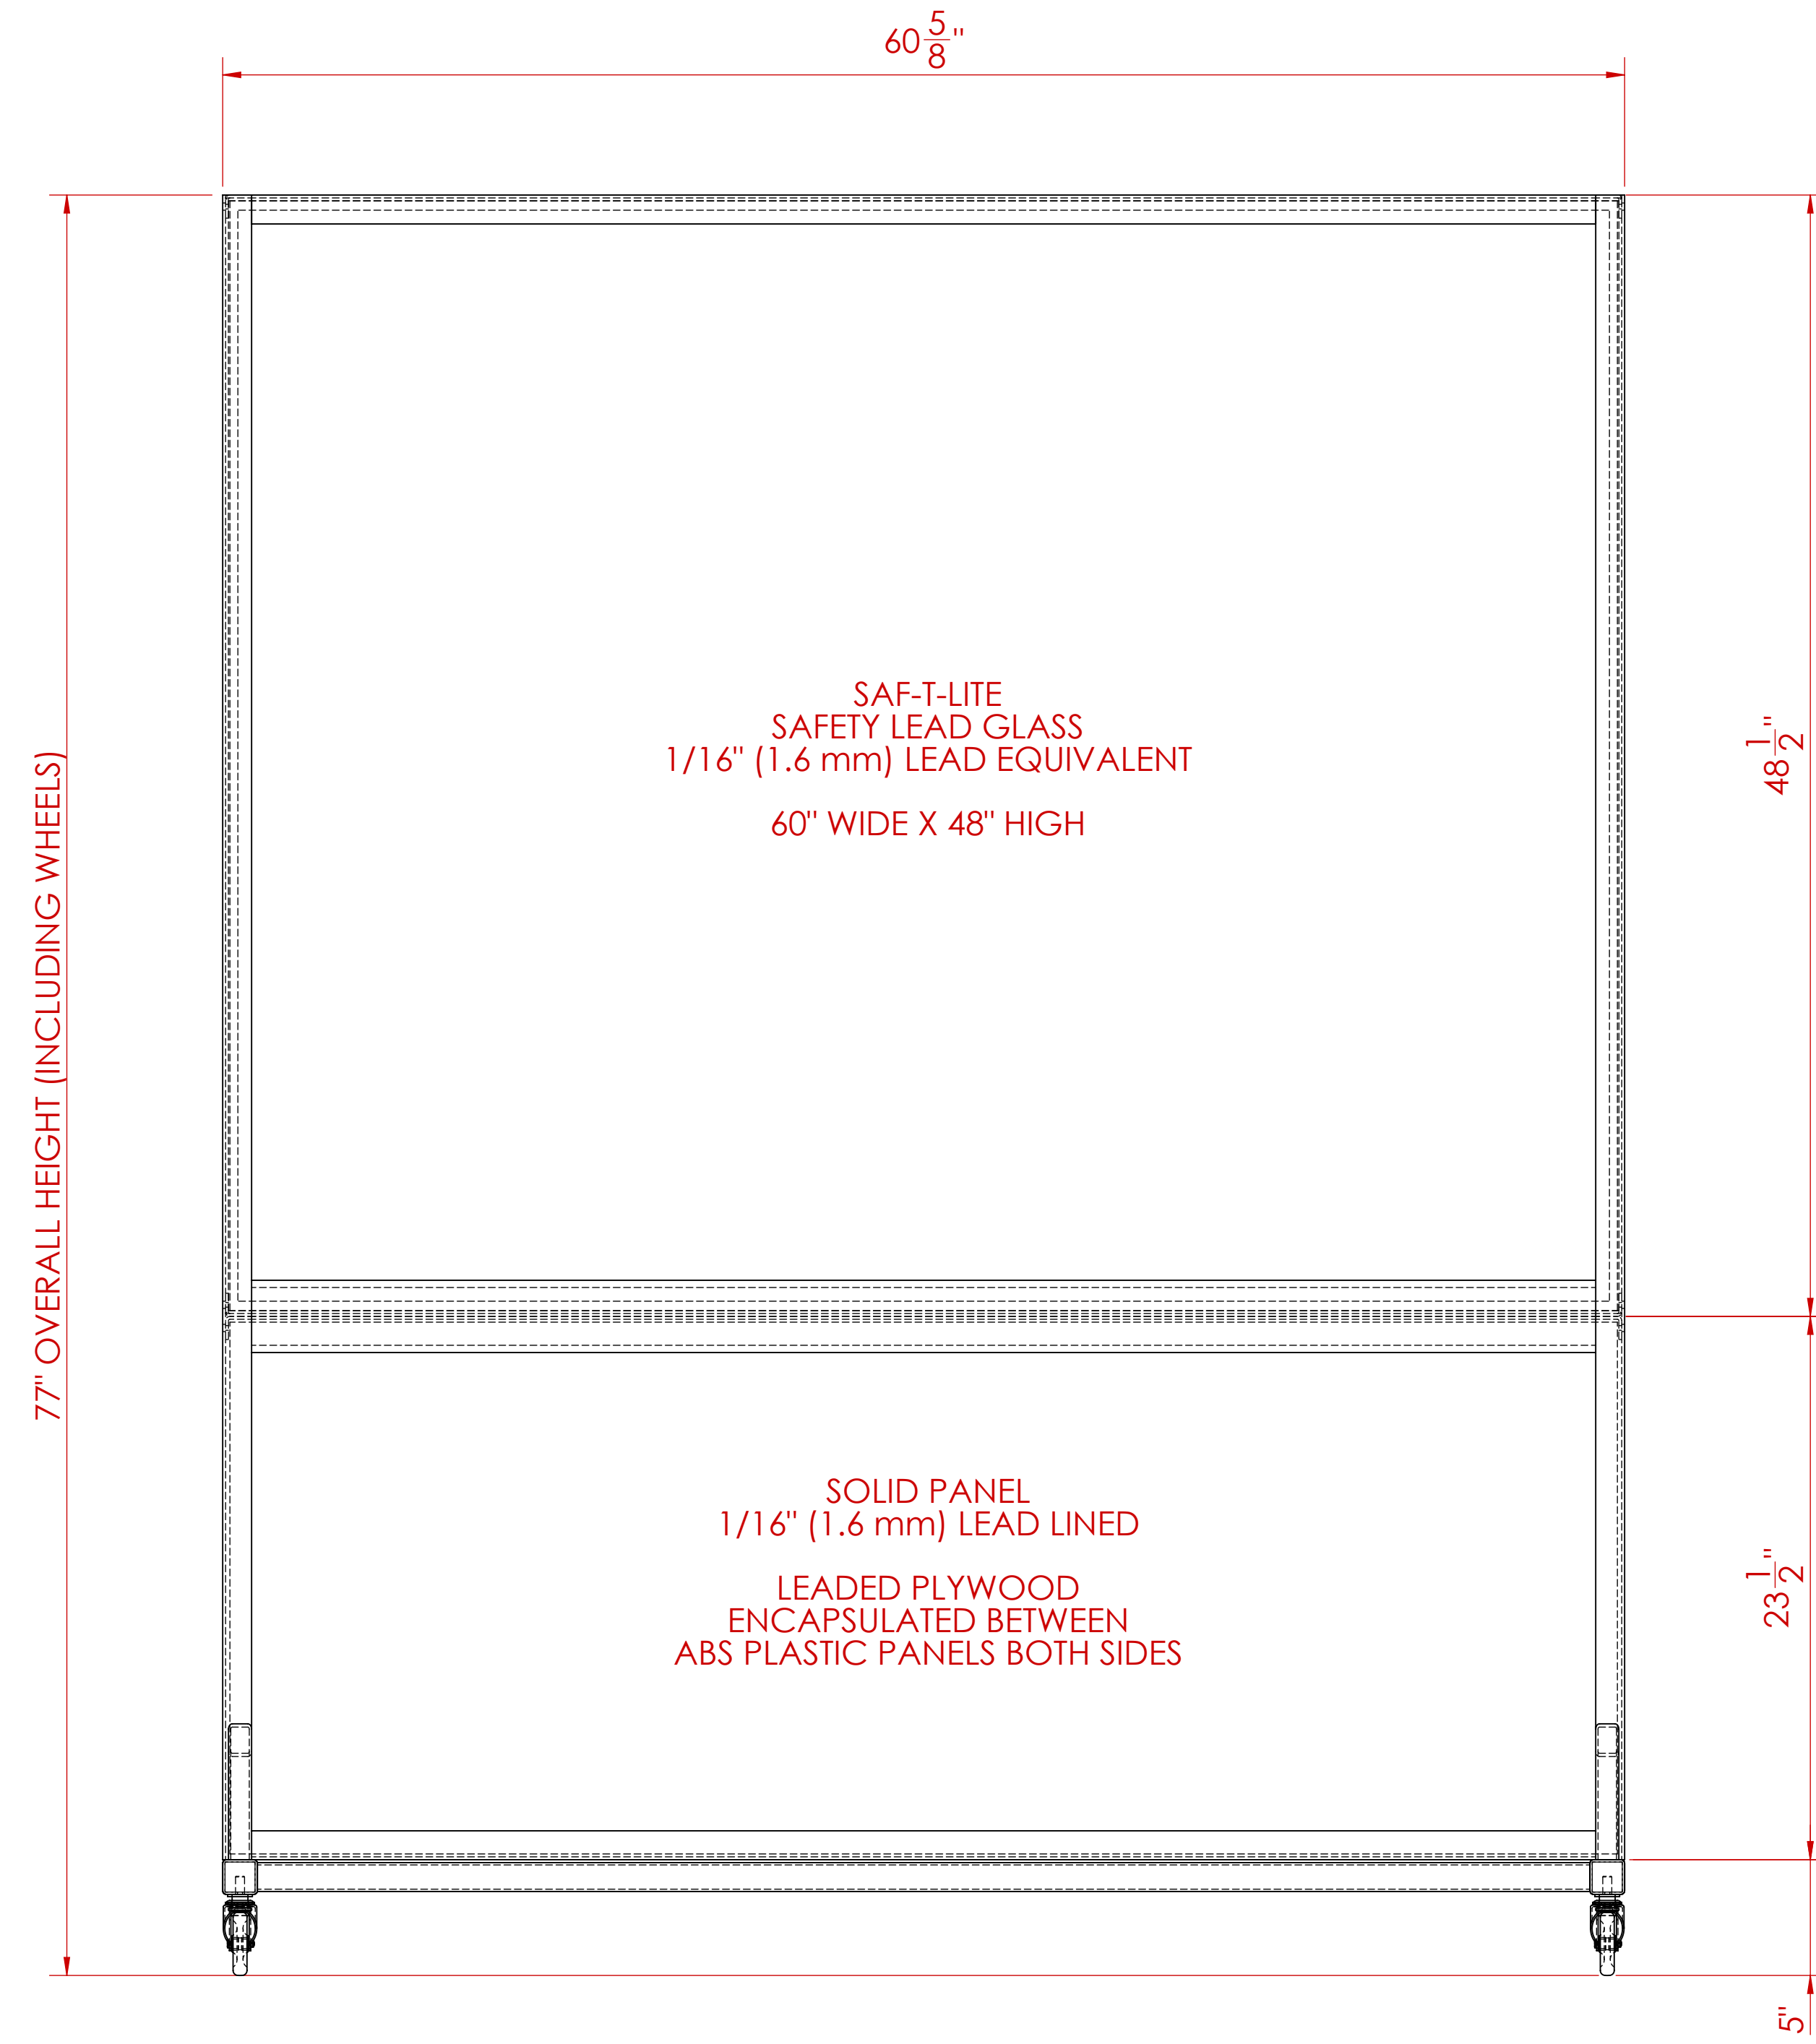 60 5/8"
77" OVERALL HEIGHT (INCLUDING WHEELS)
SAF-T-LITE
SAFETY LEAD GLASS
1/16" (1.6 mm) LEAD EQUIVALENT
60" WIDE X 48" HIGH
48 1/2"
SOLID PANEL
1/16" (1.6 mm) LEAD LINED
LEADED PLYWOOD
ENCAPSULATED BETWEEN
ABS PLASTIC PANELS BOTH SIDES
23 1/2"
5"